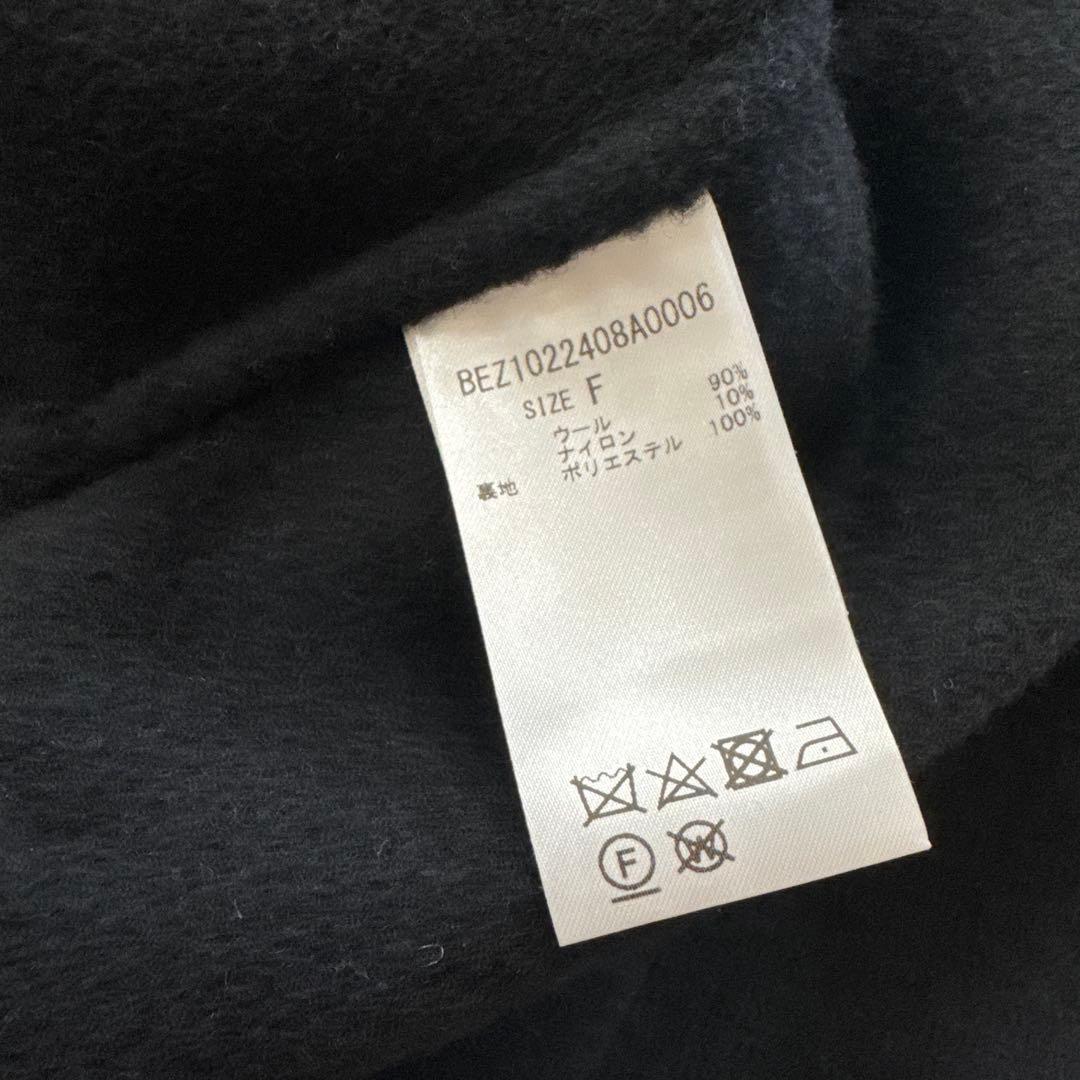 BEZ1022408A0006
SIZE F
ウール 90%
ナイロン 10%
裏地 ポリエステル 100%
F
W